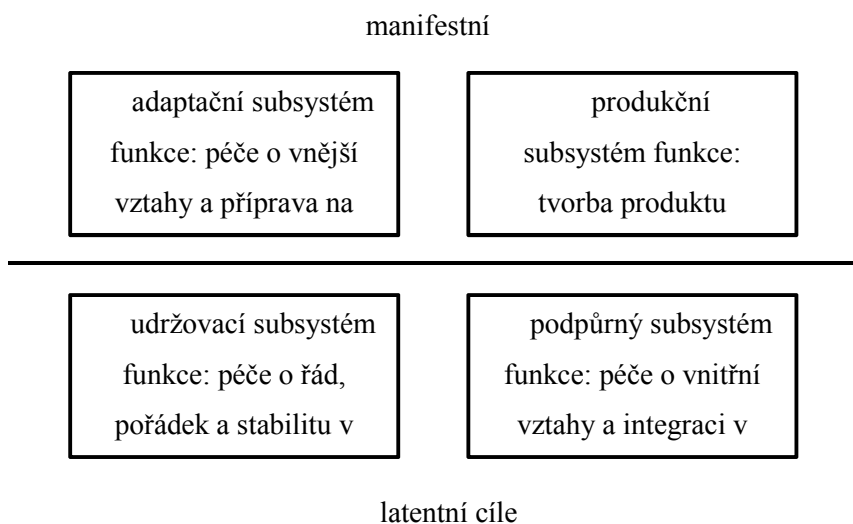 manifestní
adaptační subsystém
funkce: péče o vnější
vztahy a příprava na
produkční
subsystém funkce:
tvorba produktu
udržovací subsystém
funkce: péče o řád,
pořádek a stabilitu v
podpůrný subsystém
funkce: péče o vnitřní
vztahy a integraci v
latentní cíle